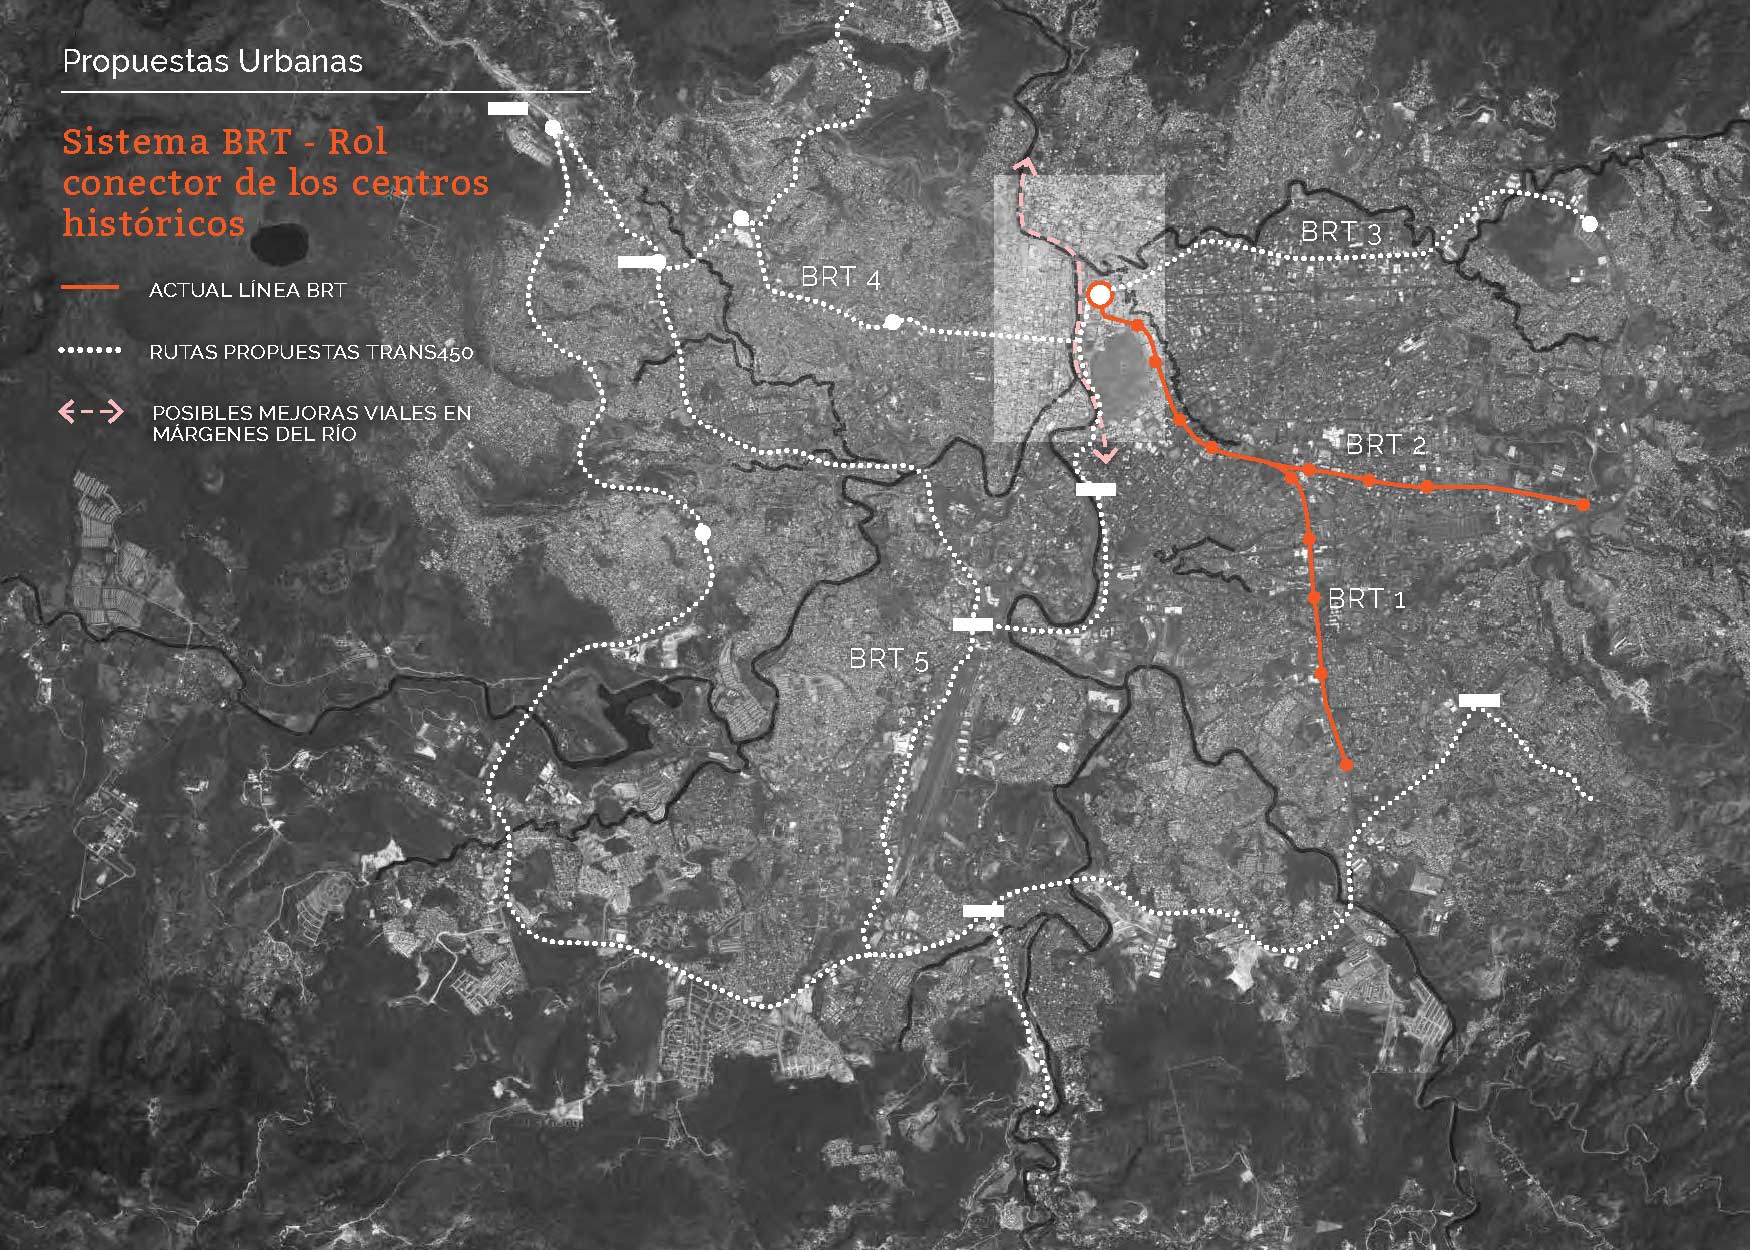 Propuestas Urbanas
Sistema BRT - Rol
conector de los centros
históricos
ACTUAL LÍNEA BRT
RUTAS PROPUESTAS TRANS450
POSIBLES MEJORAS VIALES EN
MÁRGENES DEL RÍO
BRT 3
BRT 4
BRT 2
BRT 1
BRT 5